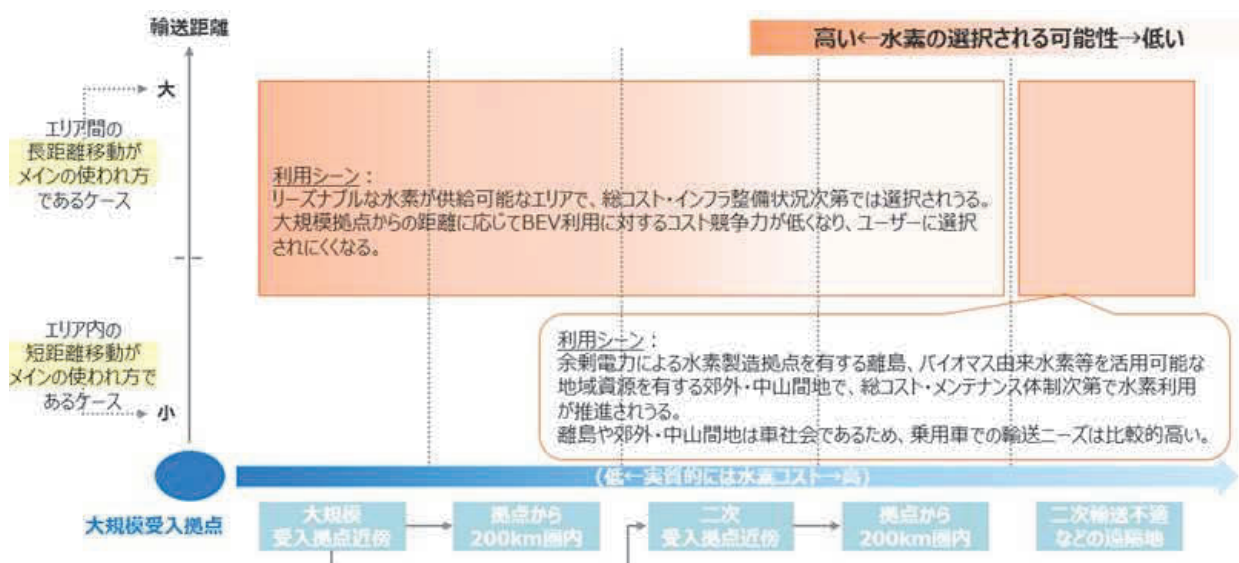 輸送距離
高い←水素の選択される可能性→低い
大
エリア間の
長距離移動が
メインの使われ方
であるケース
利用シーン：
リーズナブルな水素が供給可能なエリアで、総コスト・インフラ整備状況次第では選択されうる。
大規模拠点からの距離に応じてBEV利用に対するコスト競争力が低くなり、ユーザーに選択
されにくくなる。
エリア内の
短距離移動が
メインの使われ方で
あるケース
小
利用シーン：
余剰電力による水素製造拠点を有する離島、バイオマス由来水素等を活用可能な
地域資源を有する郊外・中山間地で、総コスト・メンテナンス体制次第で水素利用
が推進されうる。
離島や郊外・中山間地は車社会であるため、乗用車での輸送ニーズは比較的高い。
(低←実質的には水素コスト→高)
大規模受入拠点
大規模
受入拠点近傍
拠点から
200km圏内
二次
受入拠点近傍
拠点から
200km圏内
二次輸送不適
などの遠隔地